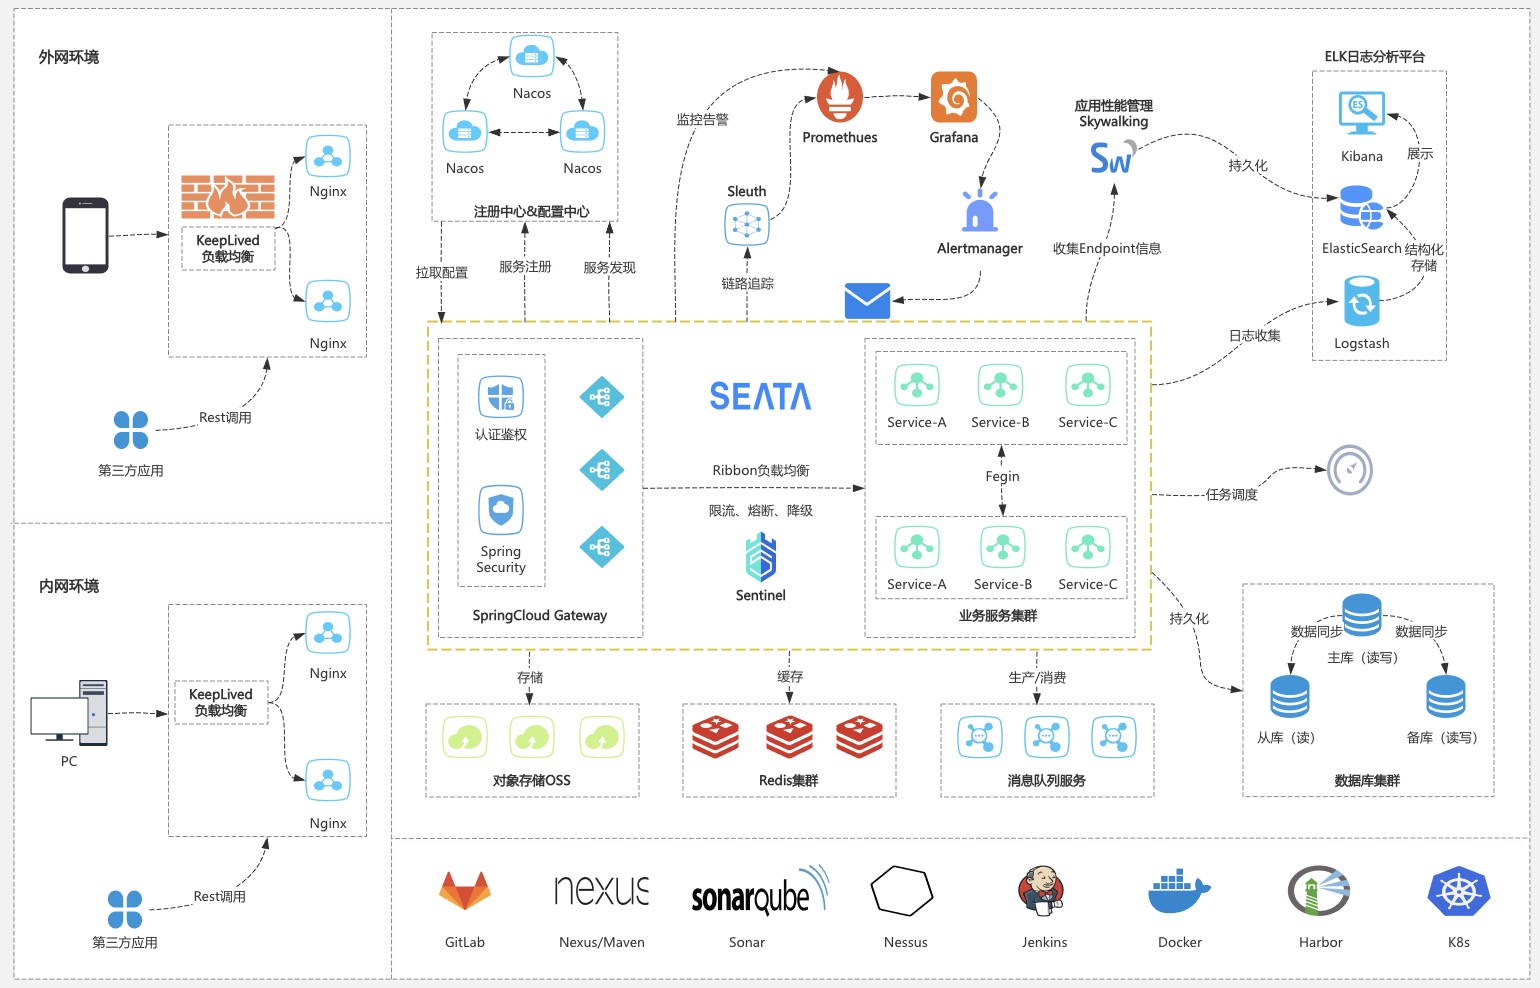 外网环境
KeepLived
负载均衡
Nginx
Nginx
Rest调用
第三方应用
内网环境
KeepLived
负载均衡
Nginx
Nginx
PC
Rest调用
第三方应用
Nacos
Nacos
Nacos
注册中心&配置中心
拉取配置
服务注册
服务发现
监控告警
Sleuth
链路追踪
Promethues
Grafana
Alertmanager
应用性能管理
Skywalking
Sw
收集Endpoint信息
持久化
ELK日志分析平台
ES
Kibana
展示
ElasticSearch
结构化
存储
Logstash
日志收集
认证鉴权
Spring
Security
SpringCloud Gateway
SEATA
Ribbon负载均衡
限流、熔断、降级
Sentinel
Service-A
Service-B
Service-C
Fegin
Service-A
Service-B
Service-C
业务服务集群
任务调度
持久化
数据同步
数据同步
主库（读写）
从库（读）
备库（读写）
数据库集群
存储
对象存储OSS
缓存
Redis集群
生产/消费
消息队列服务
GitLab
nexus
Nexus/Maven
sonarqube
Sonar
Nessus
Jenkins
Docker
Harbor
K8s